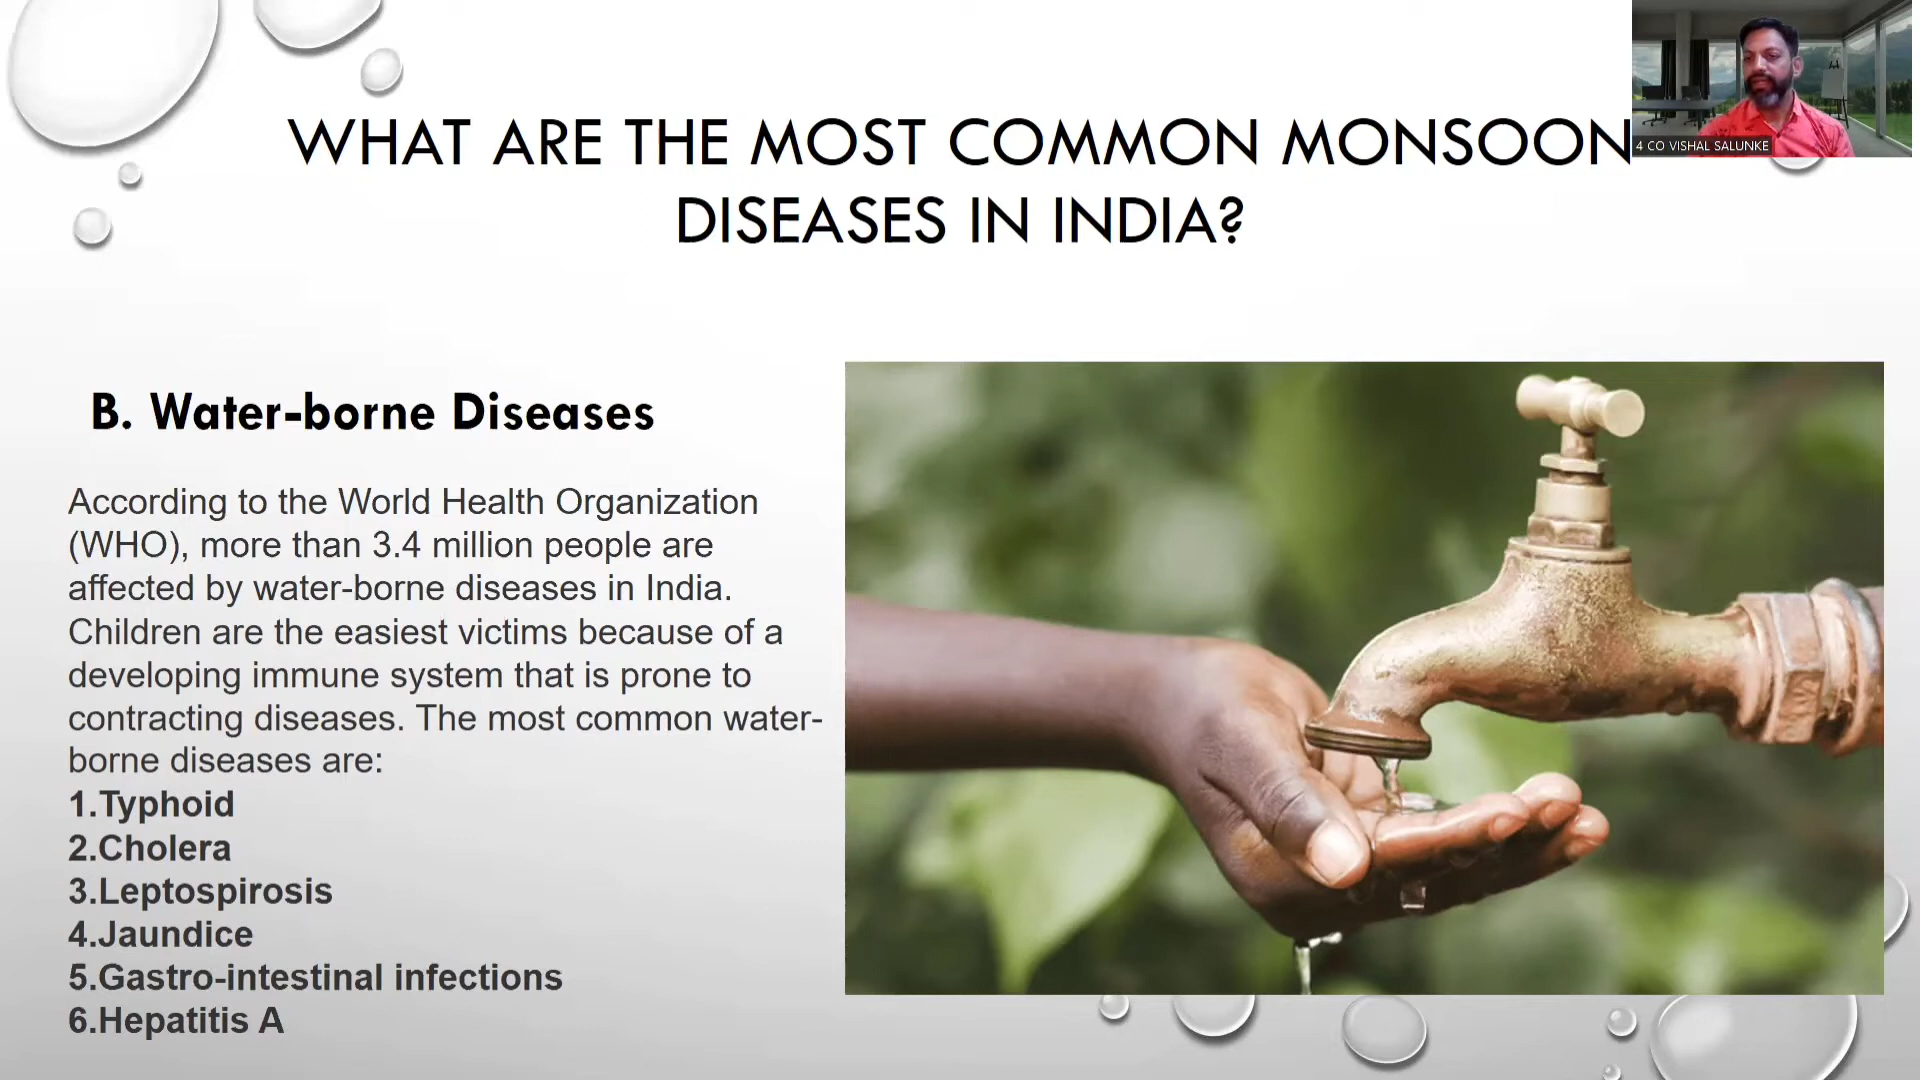 WHAT ARE THE MOST COMMON MONSOON
DISEASES IN INDIA?
4 CO VISHAL SALUNKE
B. Water-borne Diseases
According to the World Health Organization
(WHO), more than 3.4 million people are
affected by water-borne diseases in India.
Children are the easiest victims because of a
developing immune system that is prone to
contracting diseases. The most common water-
borne diseases are:
1.Typhoid
2.Cholera
3.Leptospirosis
4.Jaundice
5.Gastro-intestinal infections
6.Hepatitis A